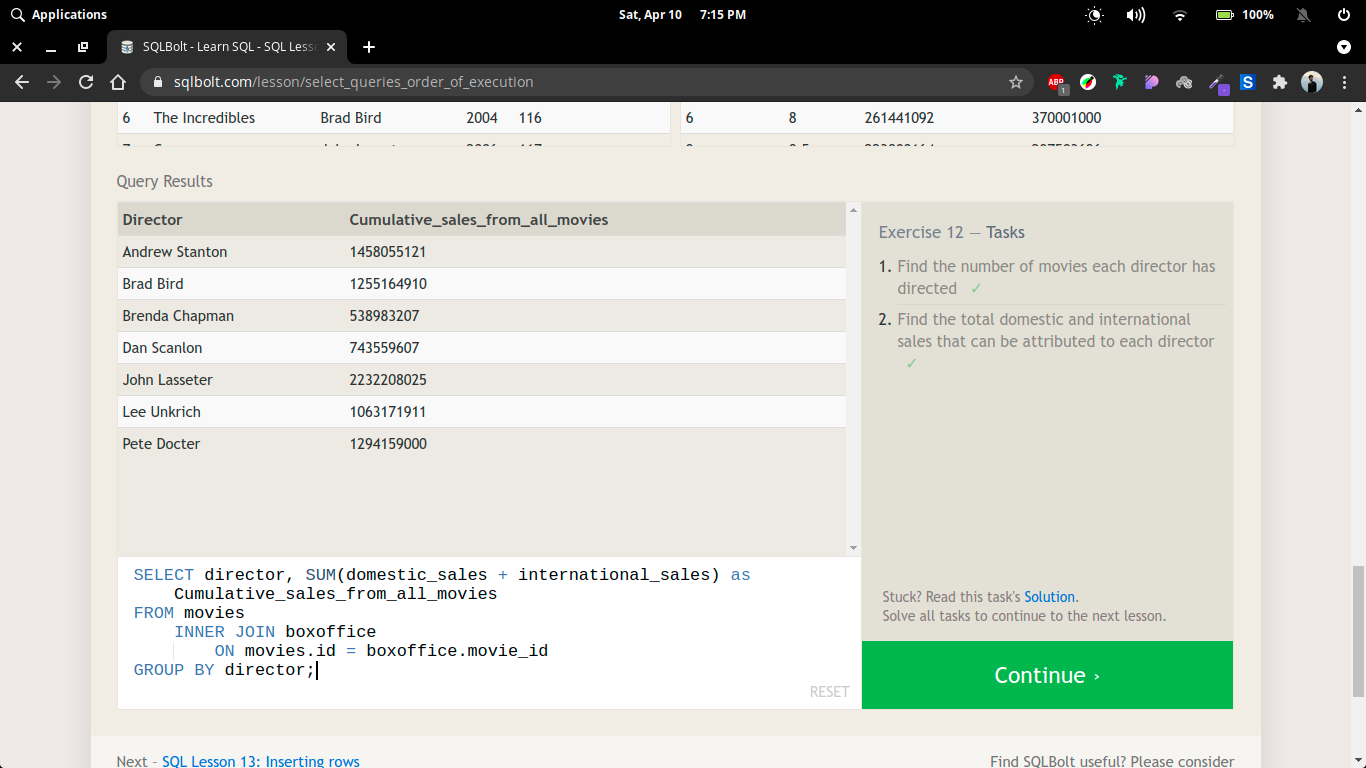 Applications
Sat, Apr 10 7:15 PM
100%
SQLBolt - Learn SQL - SQL Less
sqlbolt.com/lesson/select_queries_order_of_execution
ABP
1
S
6 The Incredibles Brad Bird 2004 116
6 8 261441092 370001000
Query Results
Director Cumulative_sales_from_all_movies
Andrew Stanton 1458055121
Brad Bird 1255164910
Brenda Chapman 538983207
Dan Scanlon 743559607
John Lasseter 2232208025
Lee Unkrich 1063171911
Pete Docter 1294159000
Exercise 12 — Tasks
1. Find the number of movies each director has
directed ✓
2. Find the total domestic and international
sales that can be attributed to each director
✓
Stuck? Read this task's Solution.
Solve all tasks to continue to the next lesson.
Continue ›
SELECT director, SUM(domestic_sales + international_sales) as
Cumulative_sales_from_all_movies
FROM movies
INNER JOIN boxoffice
ON movies.id = boxoffice.movie_id
GROUP BY director;
RESET
Next - SQL Lesson 13: Inserting rows
Find SQLBolt useful? Please consider